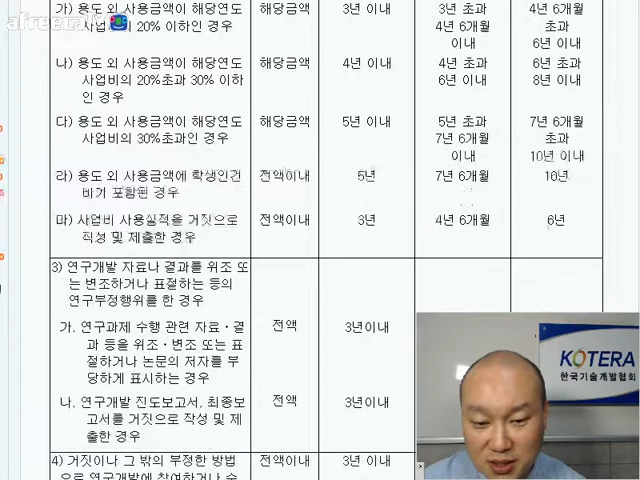 afreecaTV
가) 용도 외 사용금액이 해당연도 해당금액 3년 이내 3년 초과 4년 6개월
사업비의 20% 이하인 경우 4년 6개월 초과
이내 6년 이내
나) 용도 외 사용금액이 해당연도 해당금액 4년 이내 4년 초과 6년 초과
사업비의 20%초과 30% 이하 6년 이내 8년 이내
인 경우
다) 용도 외 사용금액이 해당연도 해당금액 5년 이내 5년 초과 7년 6개월
사업비의 30%초과인 경우 7년 6개월 초과
이내 10년 이내
라) 용도 외 사용금액에 학생인건 전액이내 5년 7년 6개월 10년
비가 포함된 경우
마) 사업비 사용실적을 거짓으로 전액이내 3년 4년 6개월 6년
작성 및 제출한 경우
3) 연구개발 자료나 결과를 위조 또
는 변조하거나 표절하는 등의
연구부정행위를 한 경우
가. 연구과제 수행 관련 자료·결 전액 3년이내
과 등을 위조·변조 또는 표
절하거나 논문의 저자를 부
당하게 표시하는 경우
나. 연구개발 진도보고서, 최종보 전액 3년이내
고서를 거짓으로 작성 및 제
출한 경우
4) 거짓이나 그 밖의 부정한 방법 전액이내 3년 이내
으로 연구개발에 참여하거나 수
KOTERA
한국기술개발협회